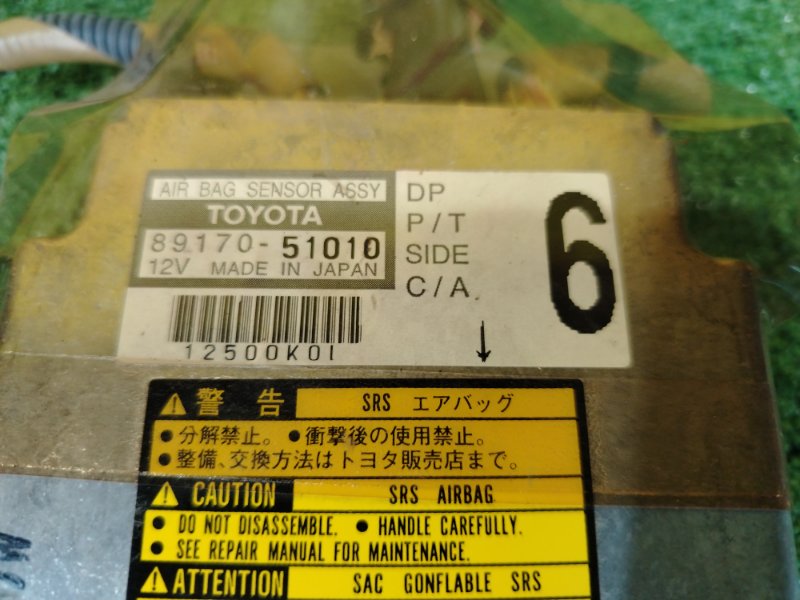 AIR BAG SENSOR ASSY
TOYOTA
89170-51010
12V MADE IN JAPAN
DP
P/T
SIDE
C/A
6
12500K01
警告 SRS エアバッグ
●分解禁止。 ●衝撃後の使用禁止。
●整備、交換方法はトヨタ販売店まで。
CAUTION SRS AIRBAG
● DO NOT DISASSEMBLE. ● HANDLE CAREFULLY.
● SEE REPAIR MANUAL FOR MAINTENANCE.
ATTENTION SAC GONFLABLE SRS